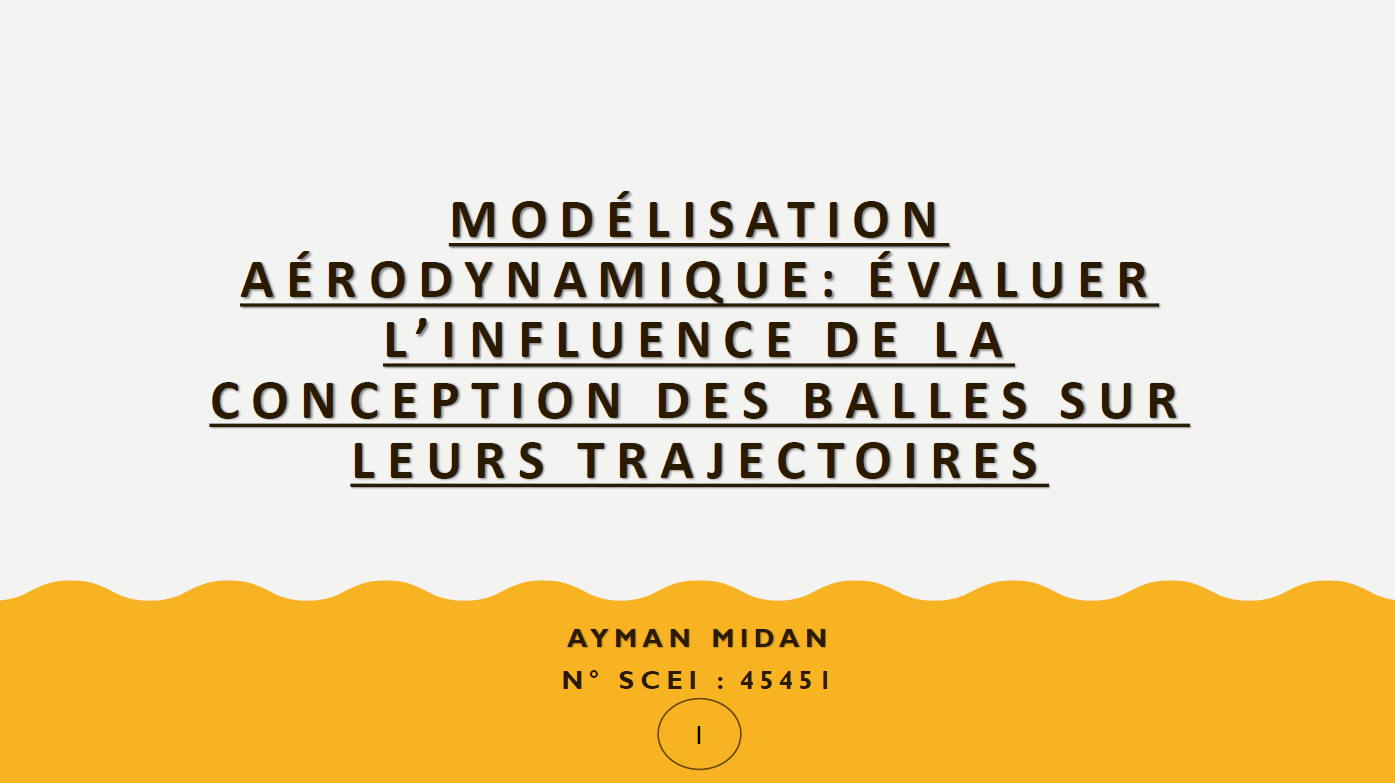 MODÉLISATION
AÉRODYNAMIQUE: ÉVALUER
L’INFLUENCE DE LA
CONCEPTION DES BALLES SUR
LEURS TRAJECTOIRES
AYMAN MIDAN
N° SCEI : 45451
1